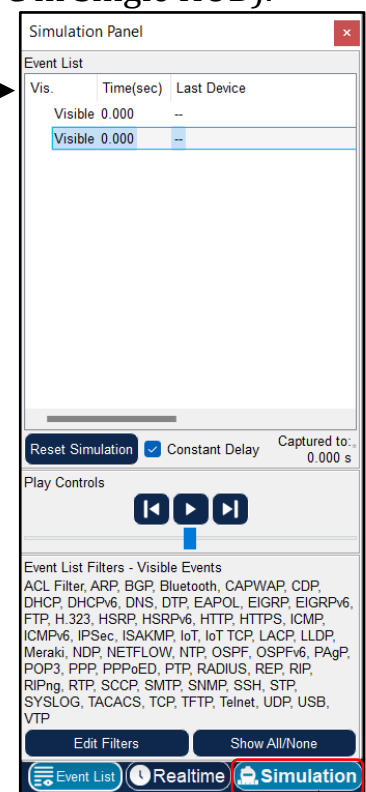 Simulation Panel
×
Event List
Vis. Time(sec) Last Device
Visible 0.000 --
Visible 0.000 --
Reset Simulation Constant Delay Captured to:
0.000 s
Play Controls
Event List Filters - Visible Events
ACL Filter, ARP, BGP, Bluetooth, CAPWAP, CDP,
DHCP, DHCPv6, DNS, DTP, EAPOL, EIGRP, EIGRPv6,
FTP, H.323, HSRP, HSRPv6, HTTP, HTTPS, ICMP,
ICMPv6, IPSec, ISAKMP, IoT, IoT TCP, LACP, LLDP,
Meraki, NDP, NETFLOW, NTP, OSPF, OSPFv6, PAgP,
POP3, PPP, PPPoED, PTP, RADIUS, REP, RIP,
RIPng, RTP, SCCP, SMTP, SNMP, SSH, STP,
SYSLOG, TACACS, TCP, TFTP, Telnet, UDP, USB,
VTP
Edit Filters Show All/None
Event List Realtime Simulation